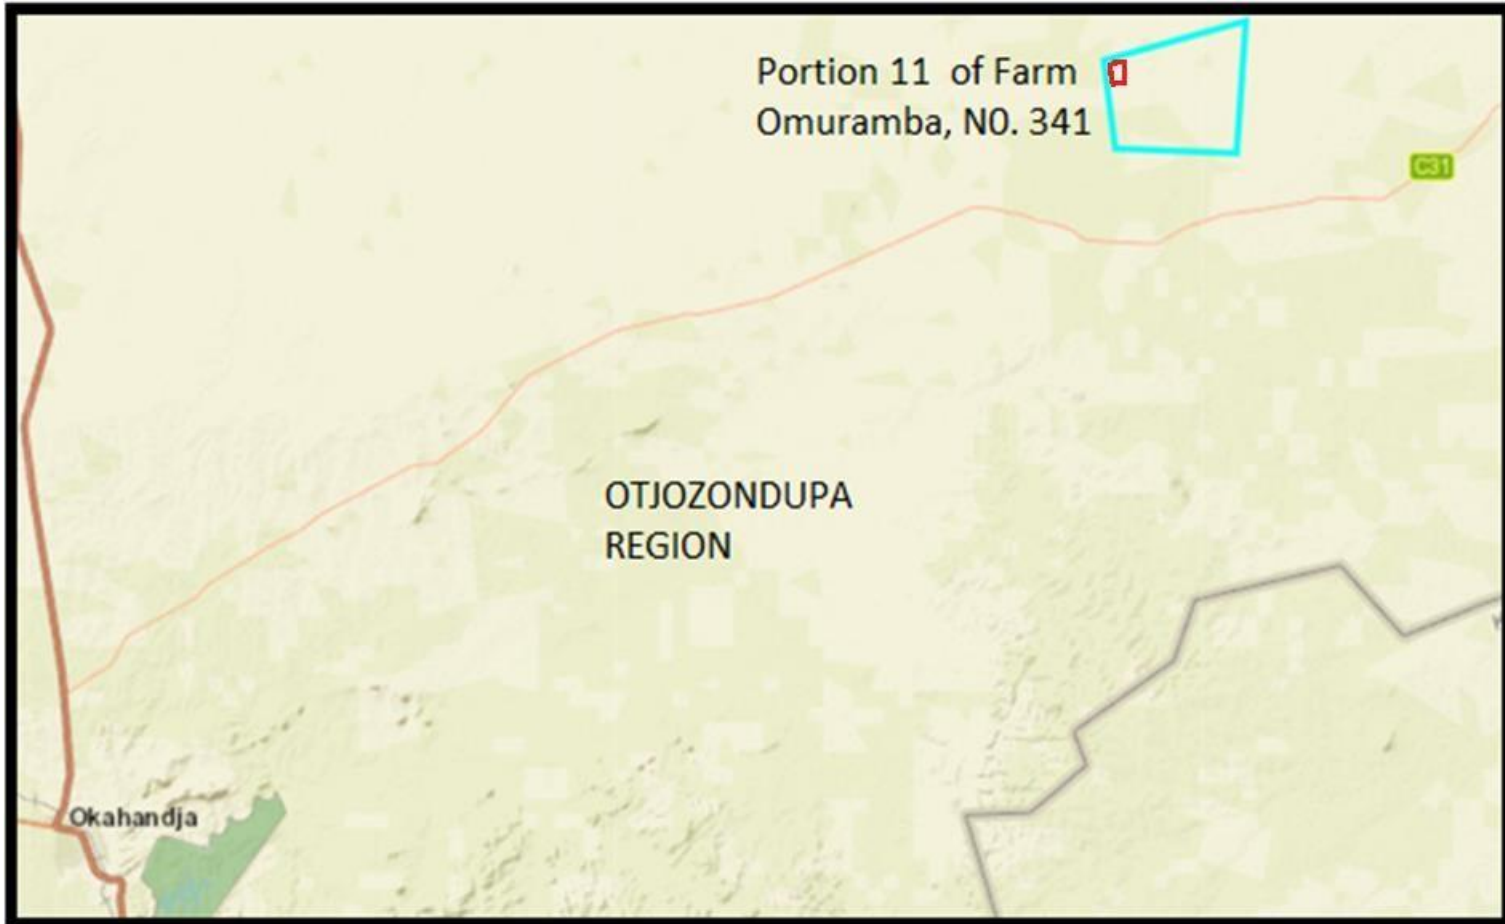 Portion 11 of Farm
Omuramba, N0. 341
C31
OTJOZONDUPA
REGION
Okahandja